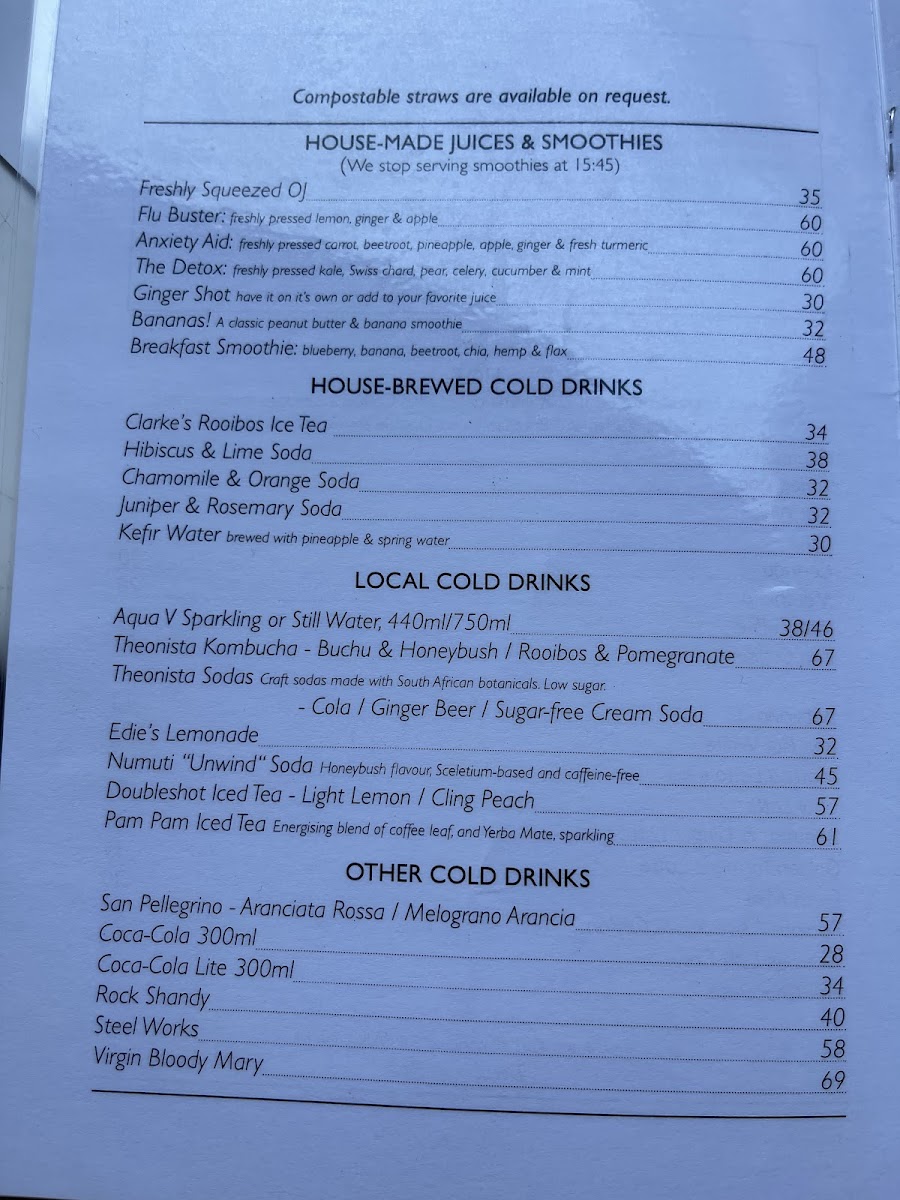 Compostable straws are available on request.
HOUSE-MADE JUICES & SMOOTHIES
(We stop serving smoothies at 15:45)
Freshly Squeezed OJ 35
Flu Buster: freshly pressed lemon, ginger & apple 60
Anxiety Aid: freshly pressed carrot, beetroot, pineapple, apple, ginger & fresh turmeric 60
The Detox: freshly pressed kale, Swiss chard, pear, celery, cucumber & mint 60
Ginger Shot have it on it's own or add to your favorite juice 30
Bananas! A classic peanut butter & banana smoothie 32
Breakfast Smoothie: blueberry, banana, beetroot, chia, hemp & flax 48
HOUSE-BREWED COLD DRINKS
Clarke's Rooibos Ice Tea 34
Hibiscus & Lime Soda 38
Chamomile & Orange Soda 32
Juniper & Rosemary Soda 32
Kefir Water brewed with pineapple & spring water 30
LOCAL COLD DRINKS
Aqua V Sparkling or Still Water, 440ml/750ml 38/46
Theonista Kombucha - Buchu & Honeybush / Rooibos & Pomegranate 67
Theonista Sodas Craft sodas made with South African botanicals. Low sugar.
- Cola / Ginger Beer / Sugar-free Cream Soda 67
Edie's Lemonade 32
Numuti "Unwind" Soda Honeybush flavour, Sceletium-based and caffeine-free 45
Doubleshot Iced Tea - Light Lemon / Cling Peach 57
Pam Pam Iced Tea Energising blend of coffee leaf, and Yerba Mate, sparkling 61
OTHER COLD DRINKS
San Pellegrino - Aranciata Rossa / Melograno Arancia 57
Coca-Cola 300ml 28
Coca-Cola Lite 300ml 34
Rock Shandy 40
Steel Works 58
Virgin Bloody Mary 69